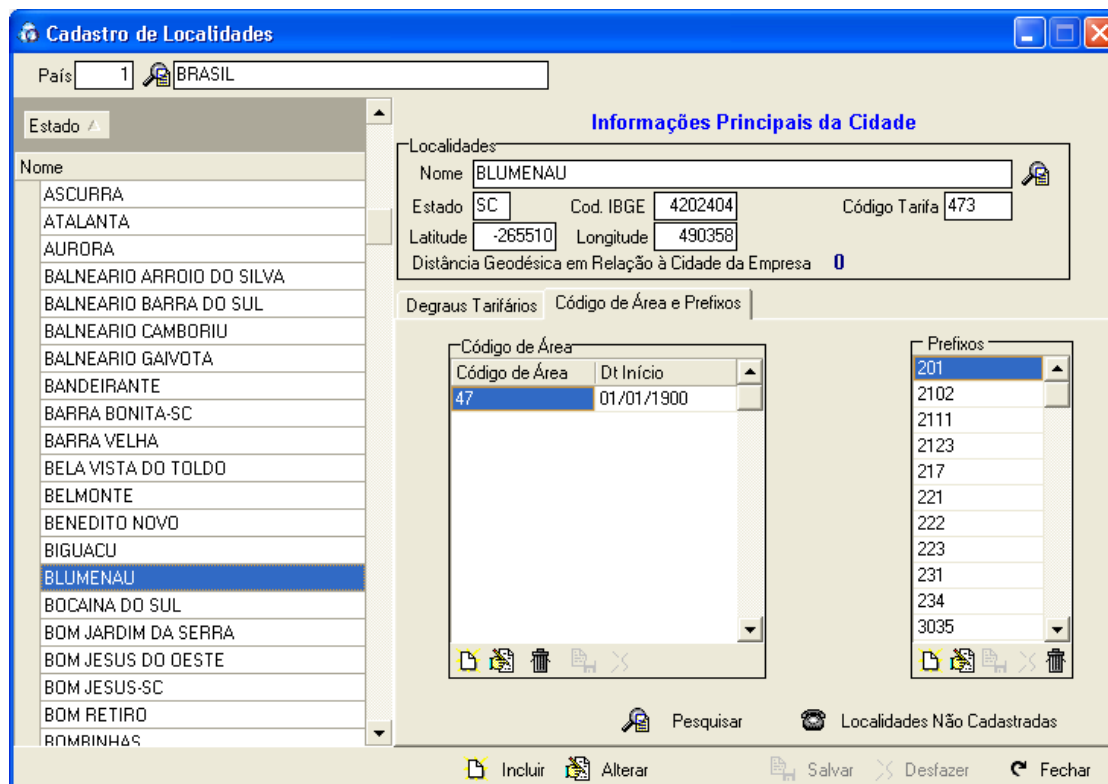 Cadastro de Localidades
País 1 BRASIL
Estado
Nome
ASCURRA
ATALANTA
AURORA
BALNEARIO ARROIO DO SILVA
BALNEARIO BARRA DO SUL
BALNEARIO CAMBORIU
BALNEARIO GAIVOTA
BANDEIRANTE
BARRA BONITA-SC
BARRA VELHA
BELA VISTA DO TOLDO
BELMONTE
BENEDITO NOVO
BIGUACU
BLUMENAU
BOCAINA DO SUL
BOM JARDIM DA SERRA
BOM JESUS DO OESTE
BOM JESUS-SC
BOM RETIRO
BOMBINHAS
Informações Principais da Cidade
Localidades
Nome BLUMENAU
Estado SC Cod. IBGE 4202404 Código Tarifa 473
Latitude -265510 Longitude 490358
Distância Geodésica em Relação à Cidade da Empresa 0
Degraus Tarifários Código de Área e Prefixos
Código de Área
Código de Área Dt Início
47 01/01/1900
Prefixos
201
2102
2111
2123
217
221
222
223
231
234
3035
Pesquisar Localidades Não Cadastradas
Incluir Alterar Salvar Desfazer Fechar